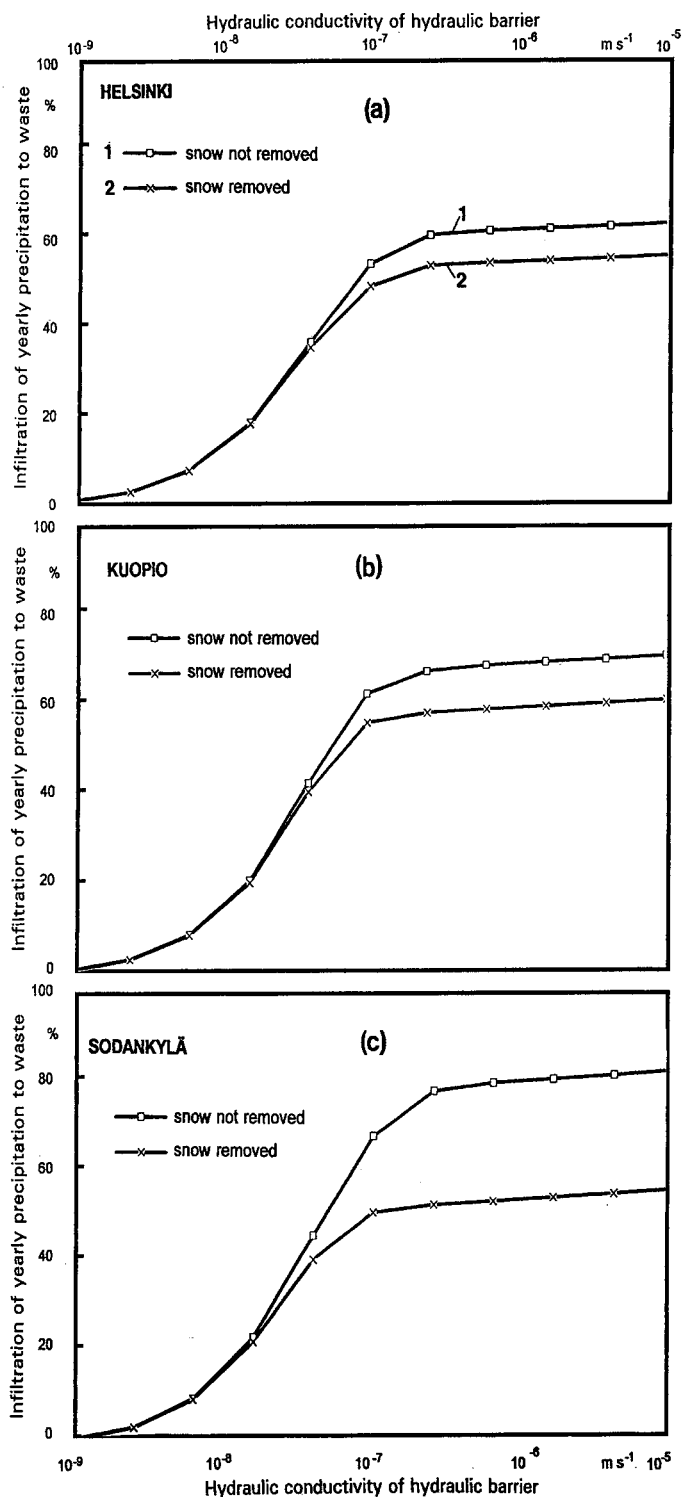 Hydraulic conductivity of hydraulic barrier
10-9 10-8 10-7 10-6 m s-1 10-5
100
%
80
60
40
20
0
Infiltration of yearly precipitation to waste
HELSINKI
(a)
1 snow not removed
2 snow removed
1
2
100
%
80
60
40
20
0
Infiltration of yearly precipitation to waste
KUOPIO
(b)
snow not removed
snow removed
100
%
80
60
40
20
0
Infiltration of yearly precipitation to waste
SODANKYLÄ
(c)
snow not removed
snow removed
10-9 10-8 10-7 10-6 m s-1 10-5
Hydraulic conductivity of hydraulic barrier